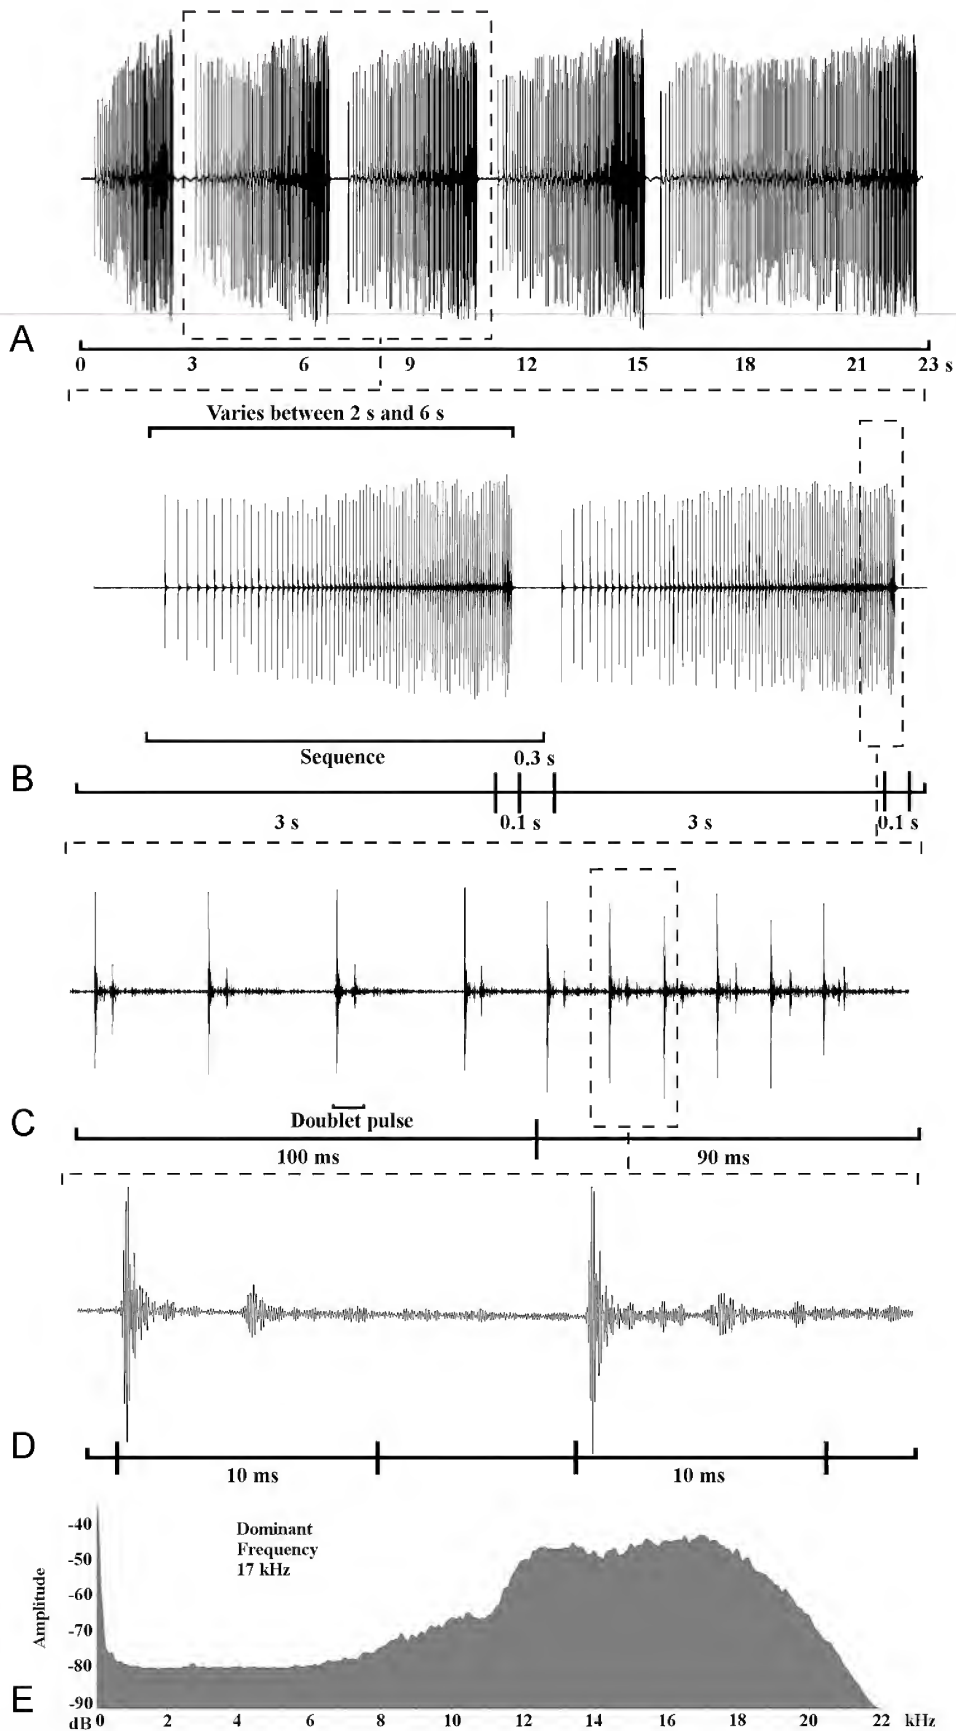 A
0 3 6 9 12 15 18 21 23 s
Varies between 2 s and 6 s
Sequence
0.3 s
B
3 s 0.1 s 3 s 0.1 s
Doublet pulse
C
100 ms 90 ms
D
10 ms 10 ms
Dominant
Frequency
17 kHz
Amplitude
-40
-50
-60
-70
-80
-90
E
dB 0 2 4 6 8 10 12 14 16 18 20 22 kHz